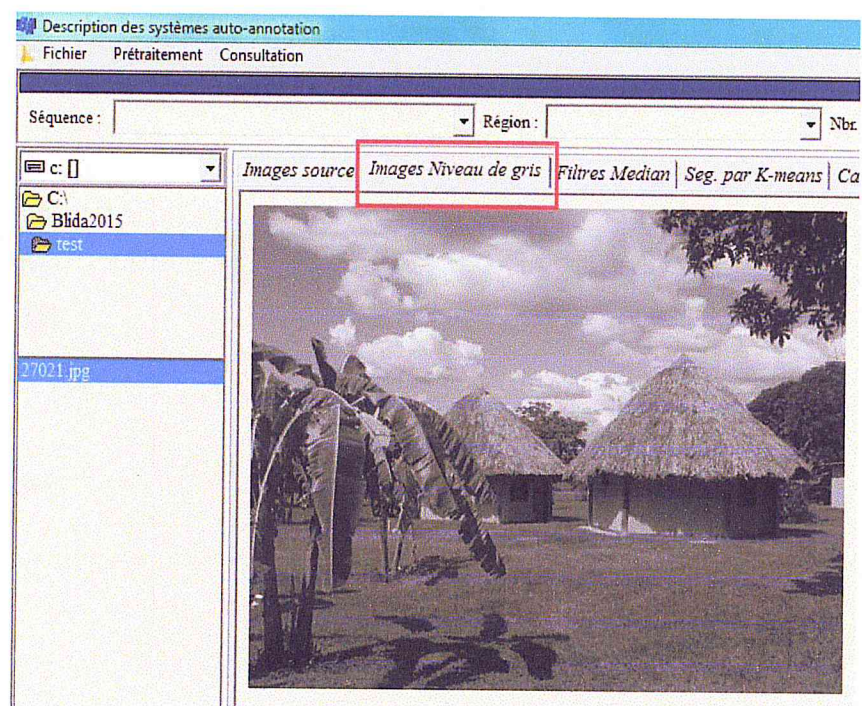 Description des systèmes auto-annotation
Fichier Prétraitement Consultation
Séquence : Région : Nbr.
c: []
Images source Images Niveau de gris Filtres Median Seg. par K-means Ca
C:\
Blida2015
test
27021.jpg